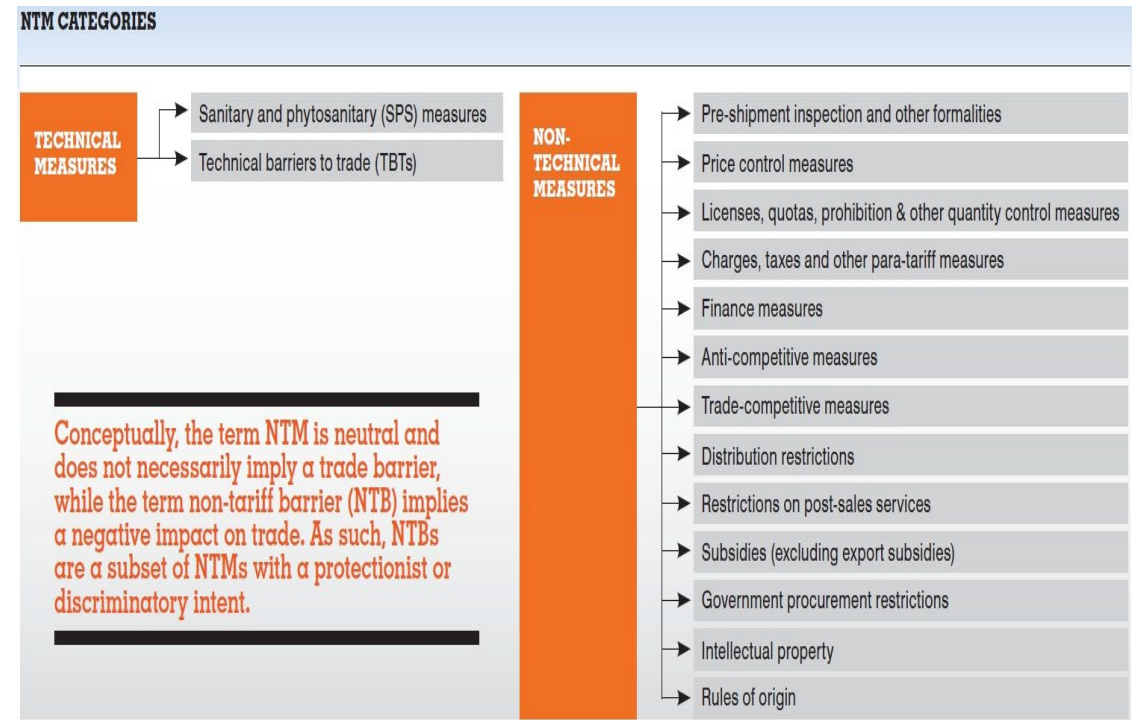 NTM CATEGORIES
TECHNICAL
MEASURES
Sanitary and phytosanitary (SPS) measures
Technical barriers to trade (TBTs)
Conceptually, the term NTM is neutral and
does not necessarily imply a trade barrier,
while the term non-tariff barrier (NTB) implies
a negative impact on trade. As such, NTBs
are a subset of NTMs with a protectionist or
discriminatory intent.
NON-
TECHNICAL
MEASURES
Pre-shipment inspection and other formalities
Price control measures
Licenses, quotas, prohibition & other quantity control measures
Charges, taxes and other para-tariff measures
Finance measures
Anti-competitive measures
Trade-competitive measures
Distribution restrictions
Restrictions on post-sales services
Subsidies (excluding export subsidies)
Government procurement restrictions
Intellectual property
Rules of origin